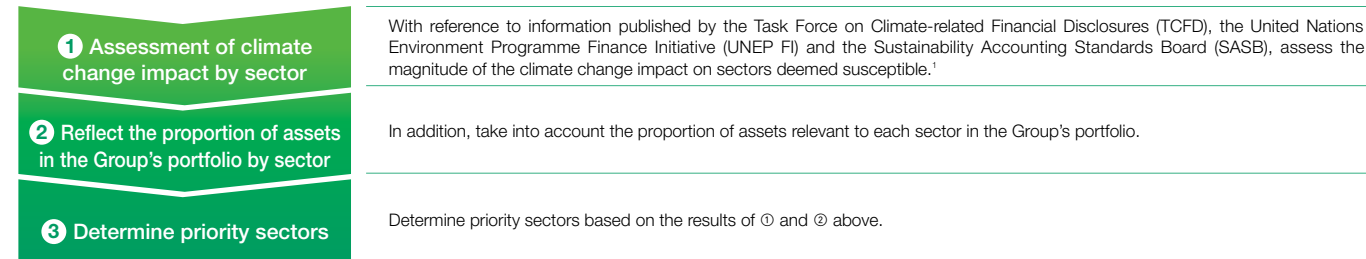 ① Assessment of climate
change impact by sector
With reference to information published by the Task Force on Climate-related Financial Disclosures (TCFD), the United Nations
Environment Programme Finance Initiative (UNEP FI) and the Sustainability Accounting Standards Board (SASB), assess the
magnitude of the climate change impact on sectors deemed susceptible.¹
② Reflect the proportion of assets
in the Group's portfolio by sector
In addition, take into account the proportion of assets relevant to each sector in the Group's portfolio.
③ Determine priority sectors
Determine priority sectors based on the results of ① and ② above.